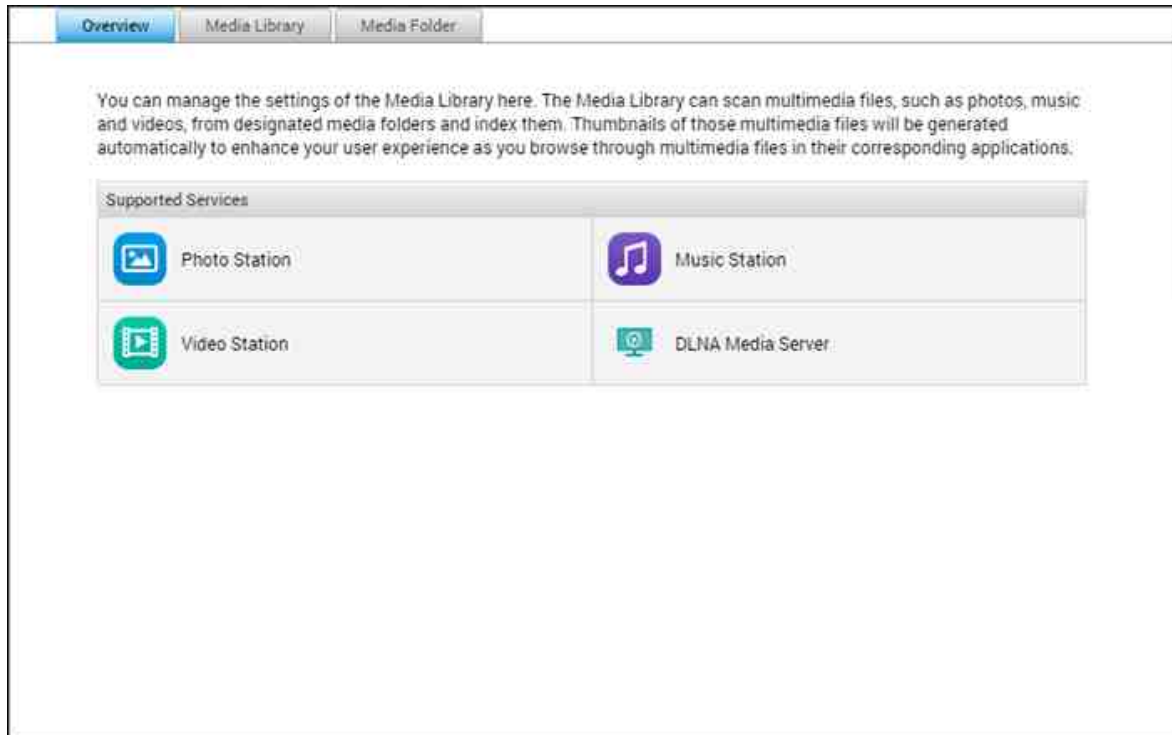 Overview Media Library Media Folder
You can manage the settings of the Media Library here. The Media Library can scan multimedia files, such as photos, music
and videos, from designated media folders and index them. Thumbnails of those multimedia files will be generated
automatically to enhance your user experience as you browse through multimedia files in their corresponding applications.
Supported Services
Photo Station Music Station
Video Station DLNA Media Server